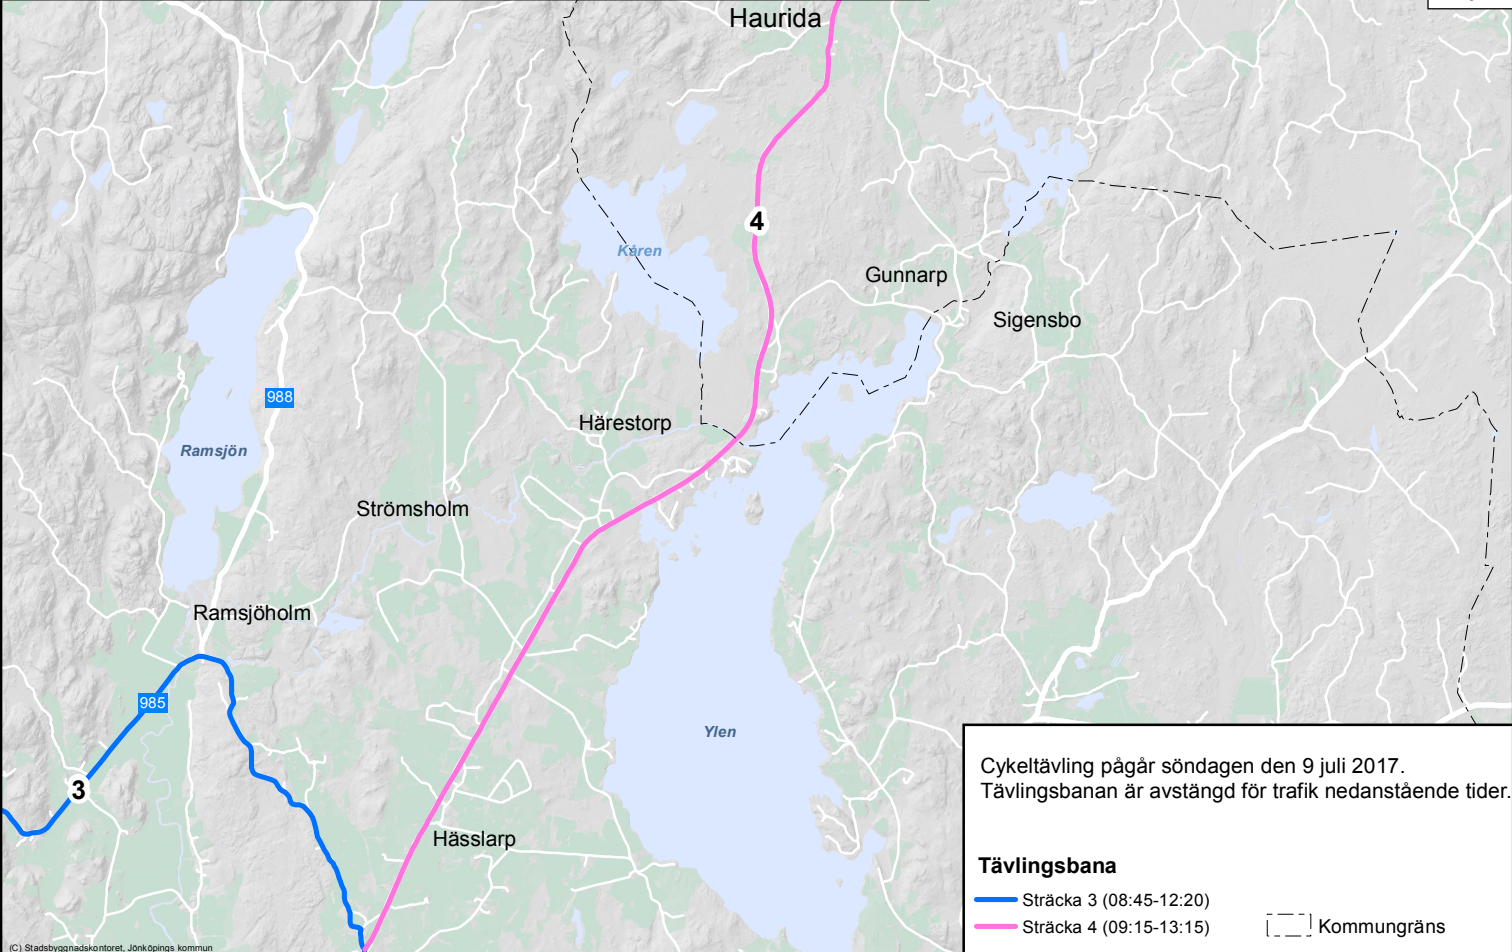 Haurida
4
Kåren
Gunnarp
Sigensbo
988
Härestorp
Ramsjön
Strömsholm
Ramsjöholm
985
Ylen
3
Hässlarp
Cykeltävling pågår söndagen den 9 juli 2017.
Tävlingsbanan är avstängd för trafik nedanstående tider.
Tävlingsbana
Sträcka 3 (08:45-12:20)
Sträcka 4 (09:15-13:15)
Kommungräns
(C) Stadsbyggnadskontoret, Jönköpings kommun